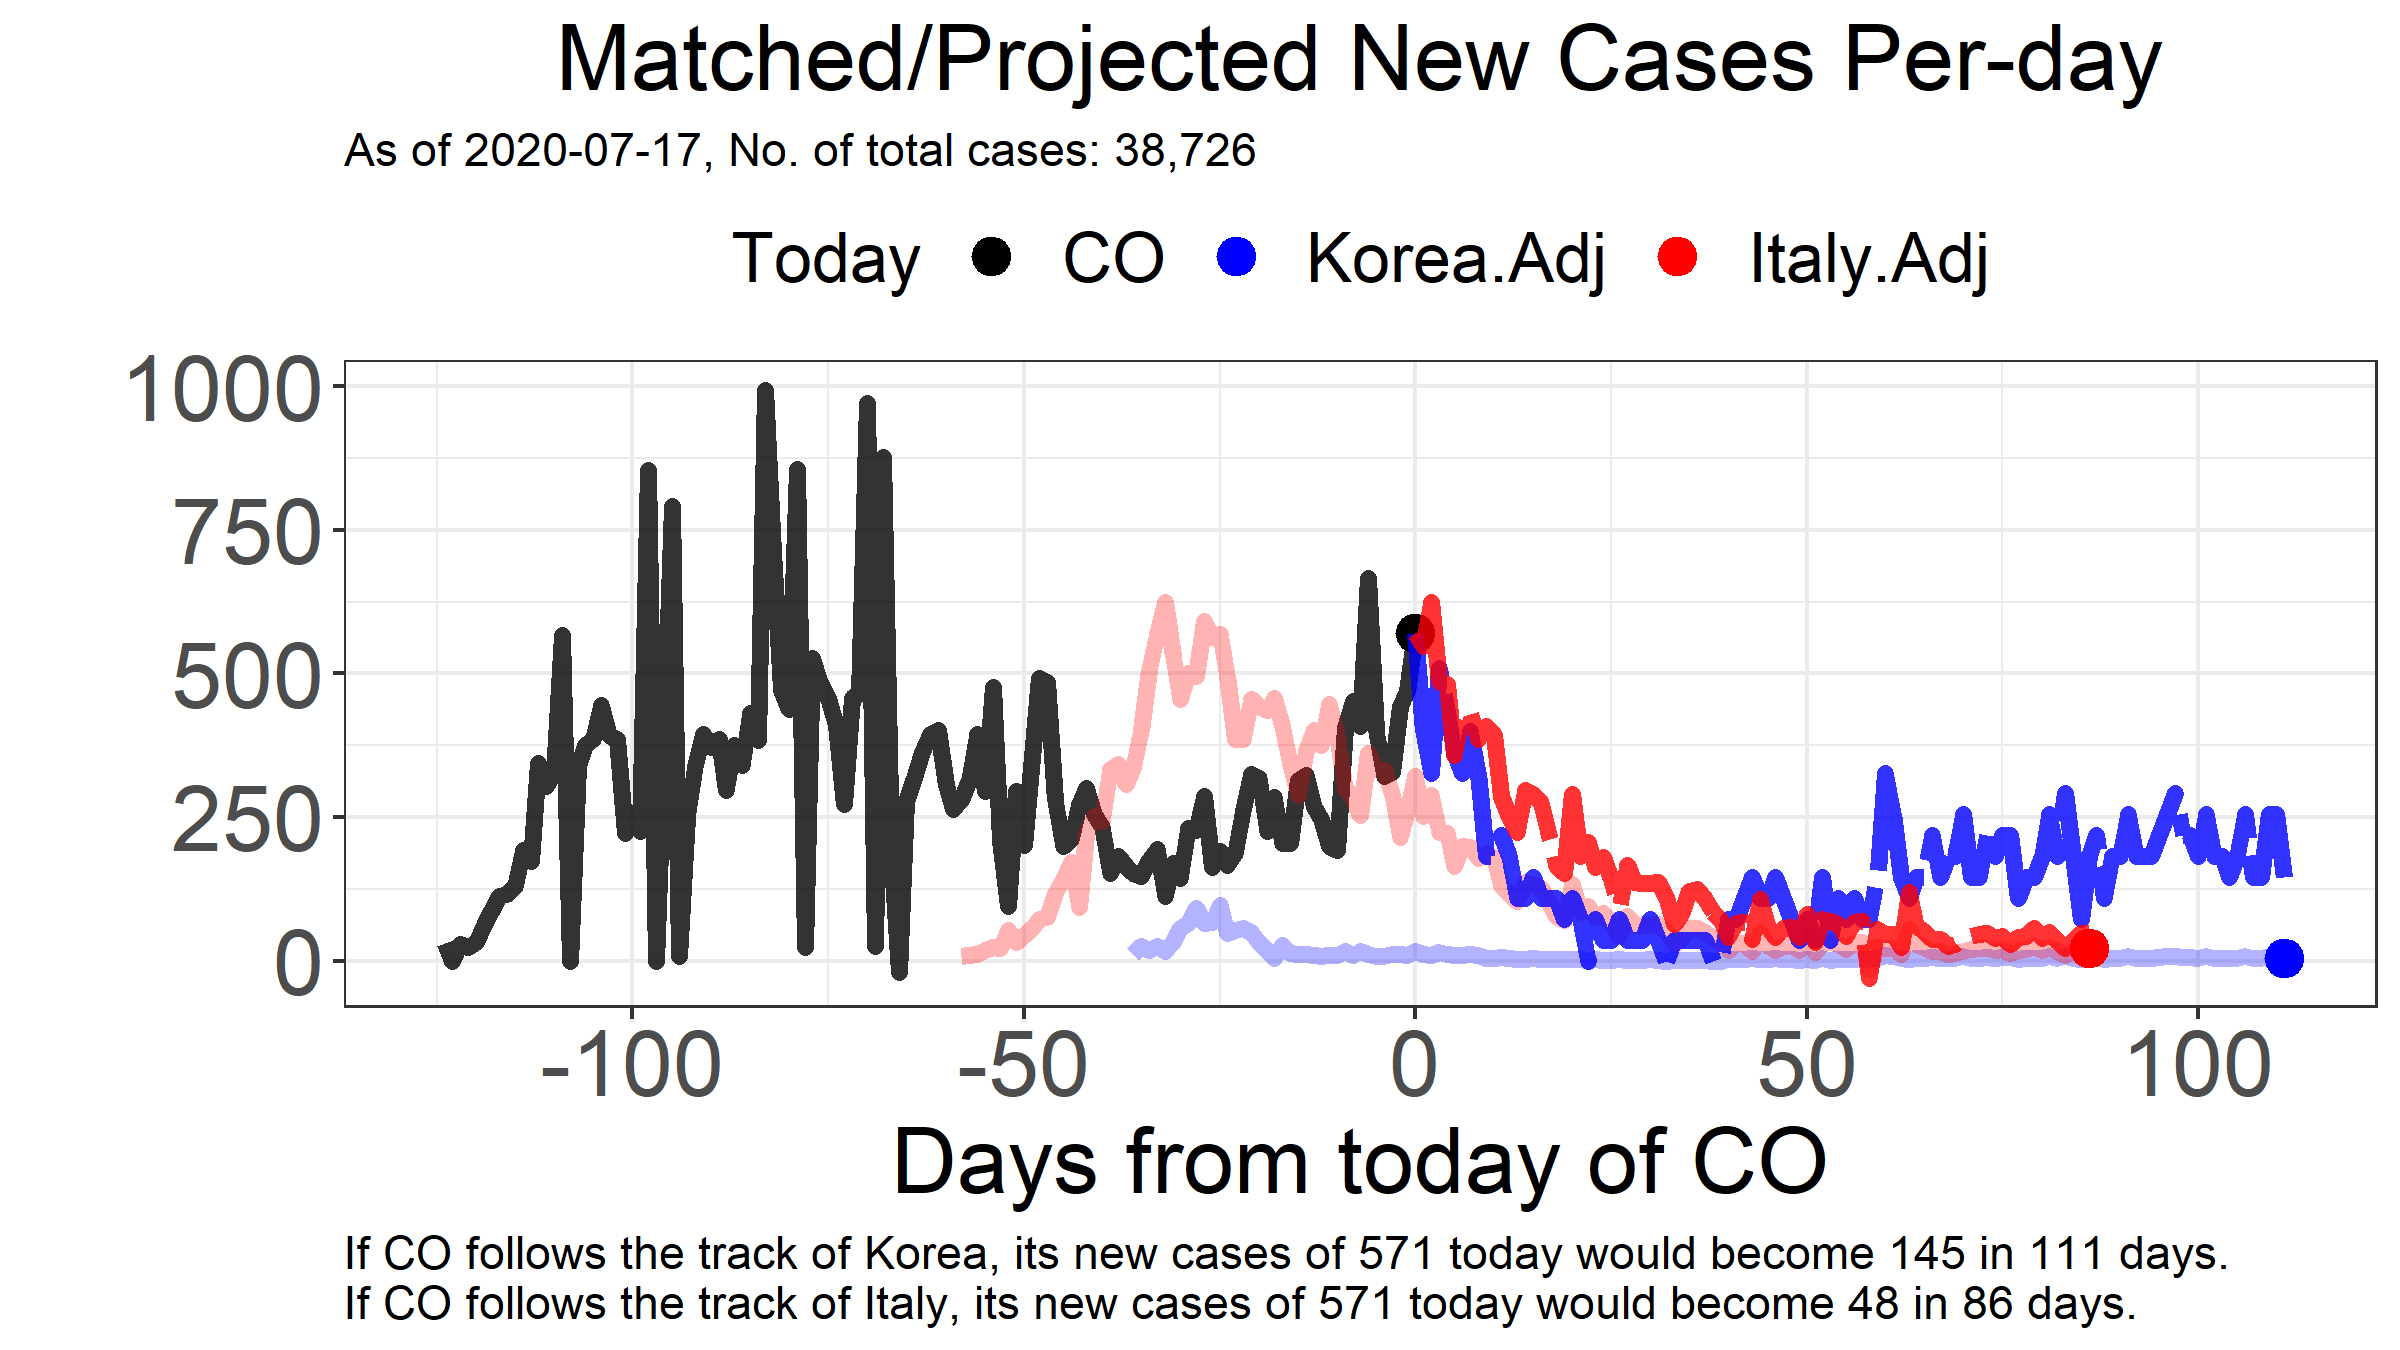 Matched/Projected New Cases Per-day
As of 2020-07-17, No. of total cases: 38,726
Today CO Korea.Adj Italy.Adj
1000
750
500
250
0
-100 -50 0 50 100
Days from today of CO
If CO follows the track of Korea, its new cases of 571 today would become 145 in 111 days.
If CO follows the track of Italy, its new cases of 571 today would become 48 in 86 days.